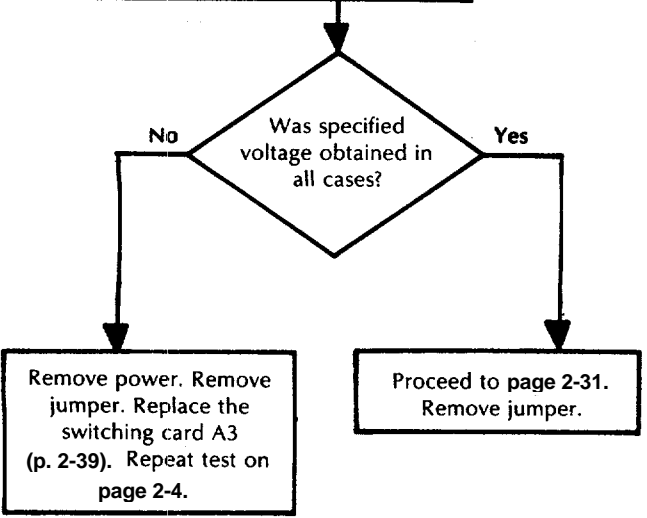 Was specified
voltage obtained in
all cases?
No
Yes
Remove power. Remove
jumper. Replace the
switching card A3
(p. 2-39). Repeat test on
page 2-4.
Proceed to page 2-31.
Remove jumper.